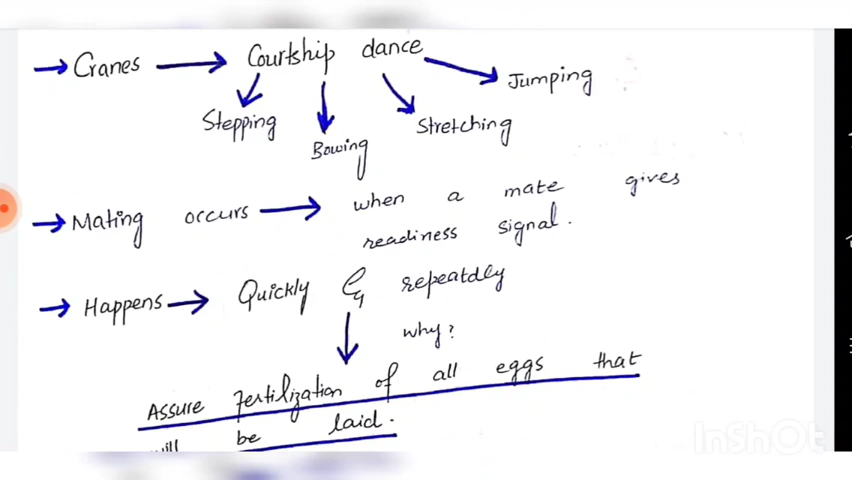 → Cranes → Courtship dance
Jumping
Stepping
Stretching
Bowing
→ Mating occurs → when a mate gives
readiness signal.
→ Happens → Quickly & repeatdly
why?
Assure fertilization of all eggs that
will be laid.
InShOt